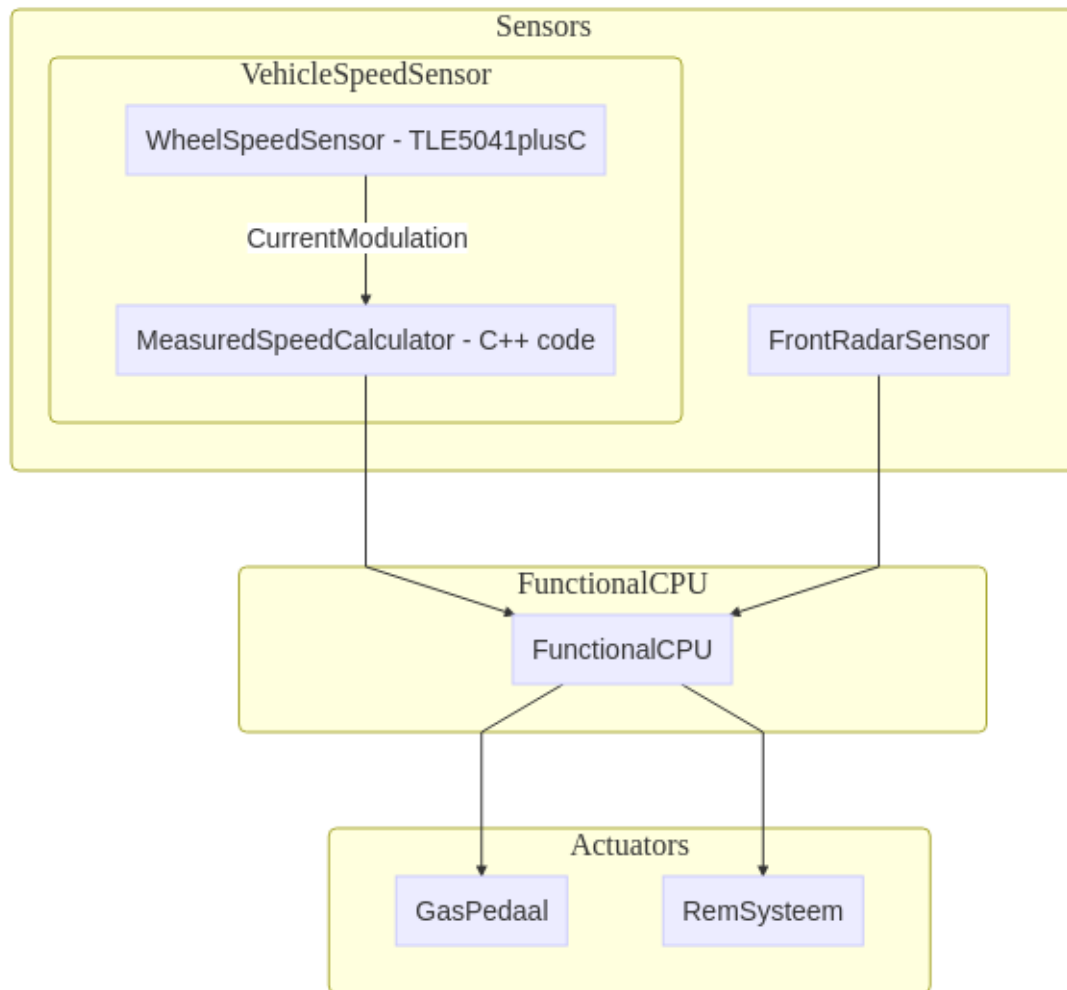 Sensors
VehicleSpeedSensor
WheelSpeedSensor - TLE5041plusC
CurrentModulation
MeasuredSpeedCalculator - C++ code
FrontRadarSensor
FunctionalCPU
FunctionalCPU
Actuators
GasPedaal
RemSysteem